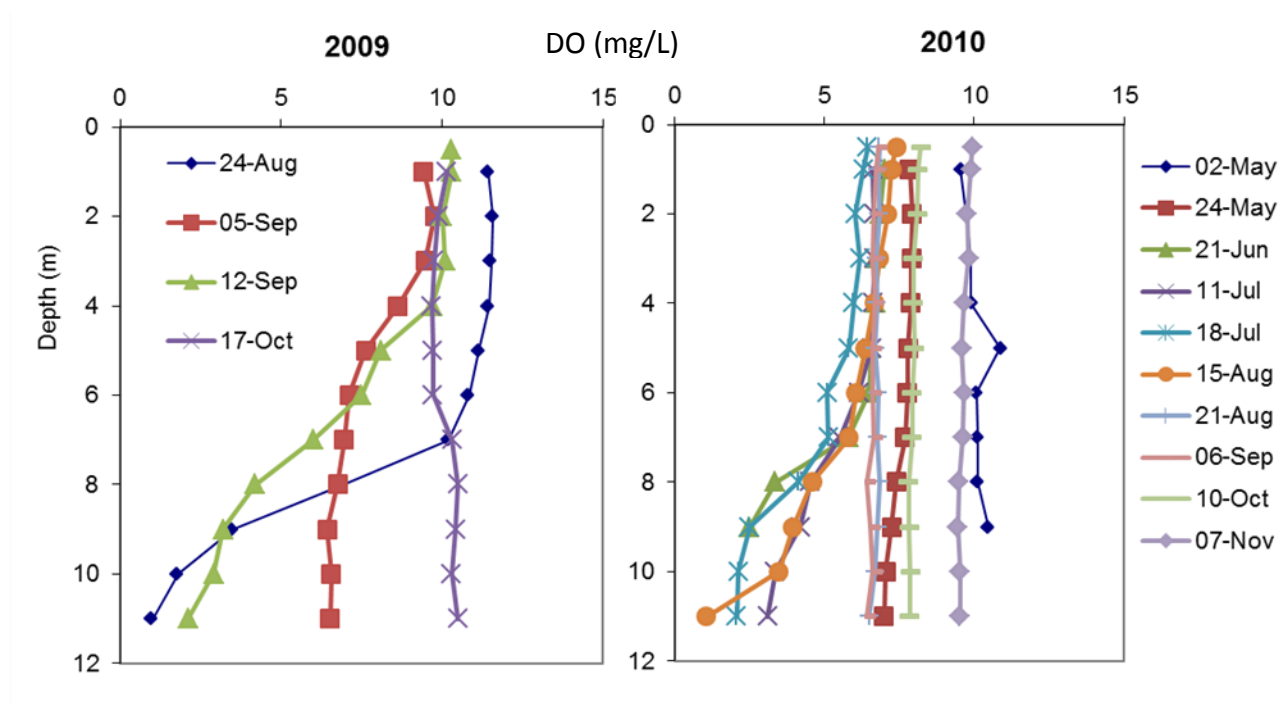 2009 DO (mg/L) 2010
0 5 10 15
0 5 10 15
0
2
4
6
8
10
12
Depth (m)
24-Aug
05-Sep
12-Sep
17-Oct
0
2
4
6
8
10
12
02-May
24-May
21-Jun
11-Jul
18-Jul
15-Aug
21-Aug
06-Sep
10-Oct
07-Nov